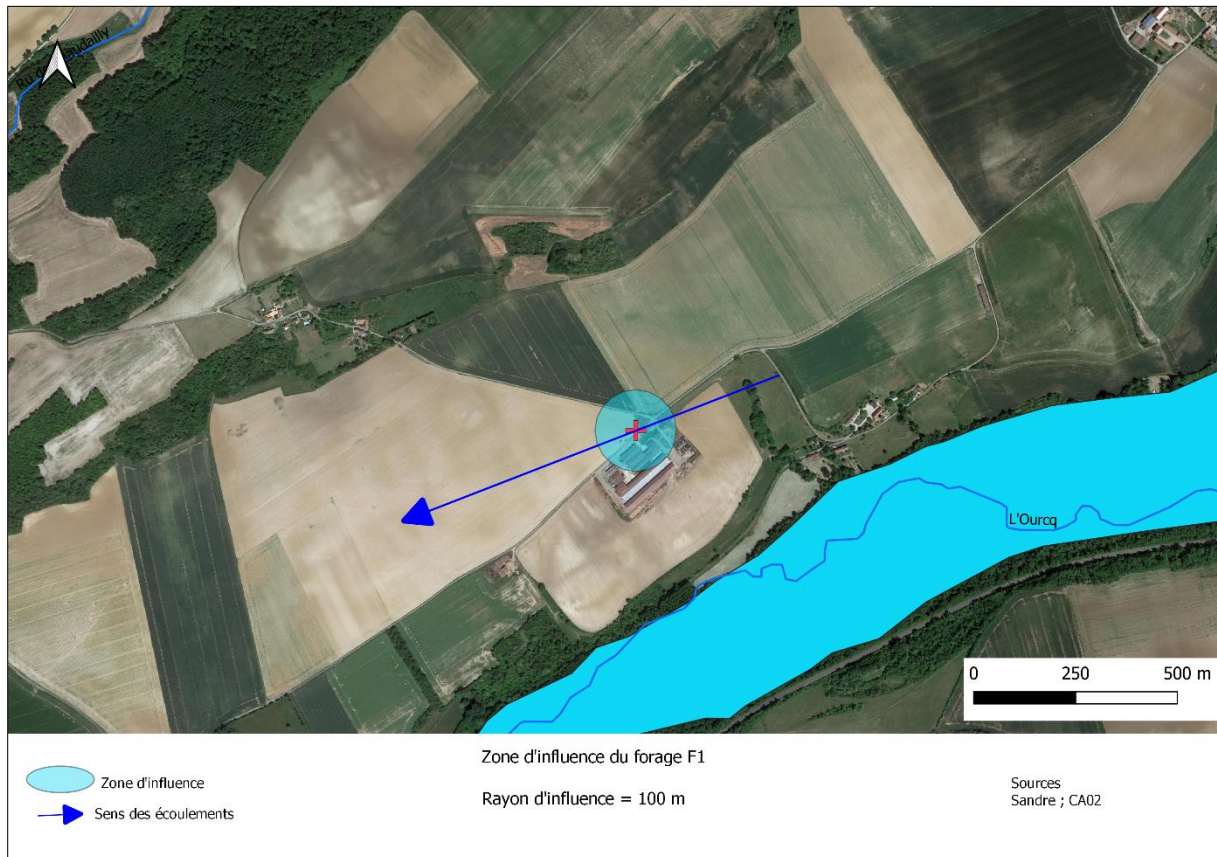 L'Ourcq
0 250 500 m
Zone d'influence du forage F1
Rayon d'influence = 100 m
Zone d'influence
Sens des écoulements
Sources
Sandre ; CA02